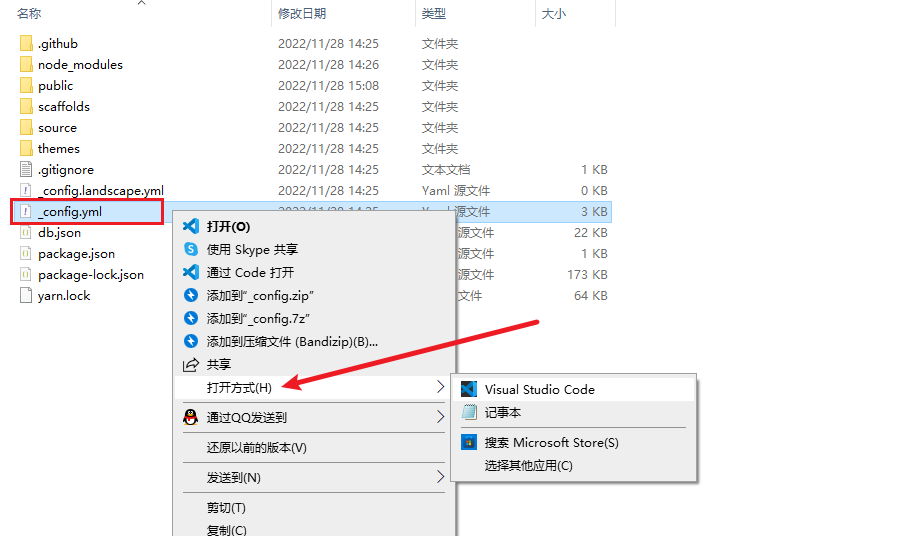 名称 修改日期 类型 大小
.github 2022/11/28 14:25 文件夹
node_modules 2022/11/28 14:26 文件夹
public 2022/11/28 15:08 文件夹
scaffolds 2022/11/28 14:25 文件夹
source 2022/11/28 14:25 文件夹
themes 2022/11/28 14:25 文件夹
.gitignore 2022/11/28 14:25 文本文档 1 KB
_config.landscape.yml 2022/11/28 14:25 Yaml 源文件 0 KB
_config.yml 2022/11/28 14:25 Yaml 源文件 3 KB
db.json 源文件 22 KB
package.json 源文件 1 KB
package-lock.json 源文件 173 KB
yarn.lock 文件 64 KB
打开(O)
使用 Skype 共享
通过 Code 打开
添加到“_config.zip”
添加到“_config.7z”
添加到压缩文件 (Bandizip)(B)...
共享
打开方式(H)
通过QQ发送到
还原以前的版本(V)
发送到(N)
剪切(T)
复制(C)
Visual Studio Code
记事本
搜索 Microsoft Store(S)
选择其他应用(C)